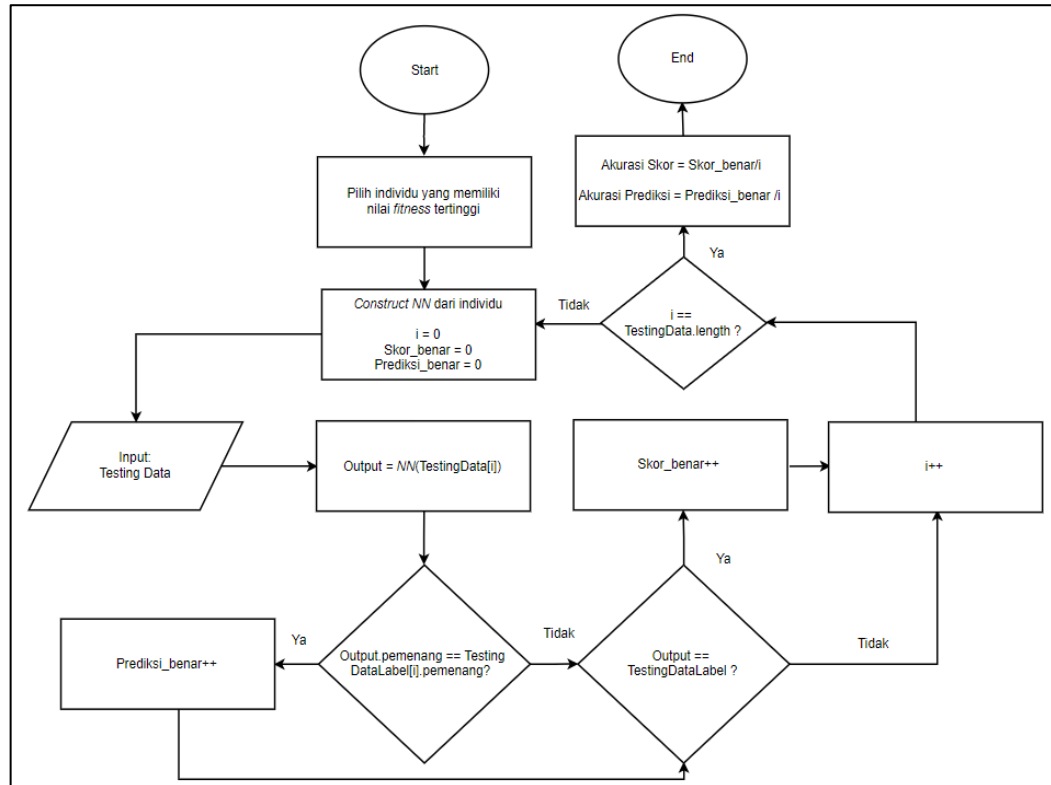 Start
Pilih individu yang memiliki
nilai fitness tertinggi
Construct NN dari individu
i = 0
Skor_benar = 0
Prediksi_benar = 0
Input:
Testing Data
Output = NN(TestingData[i])
Output.pemenang == Testing
DataLabel[i].pemenang?
Ya
Prediksi_benar++
Tidak
Output ==
TestingDataLabel ?
Ya
Skor_benar++
Tidak
i++
i ==
TestingData.length ?
Tidak
Ya
Akurasi Skor = Skor_benar/i
Akurasi Prediksi = Prediksi_benar /i
End